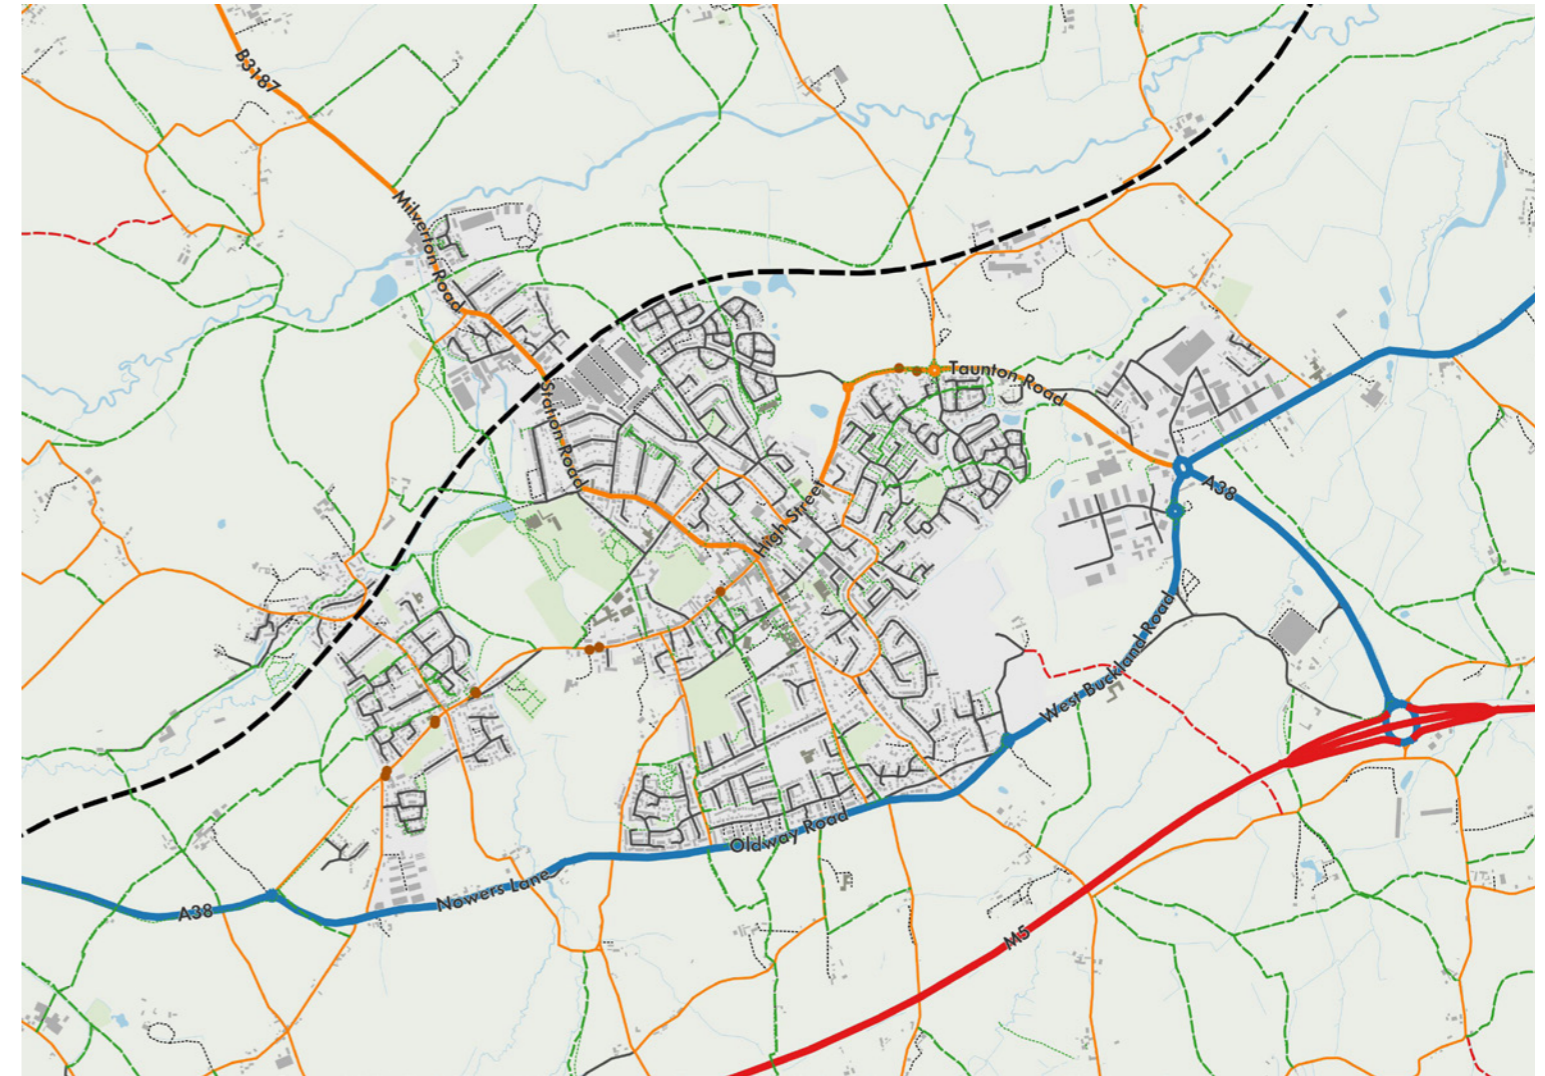 B3187
Milverton Road
Station Road
Taunton Road
High Street
A38
West Buckland Road
Oldway Road
Nowers Lane
A38
M5